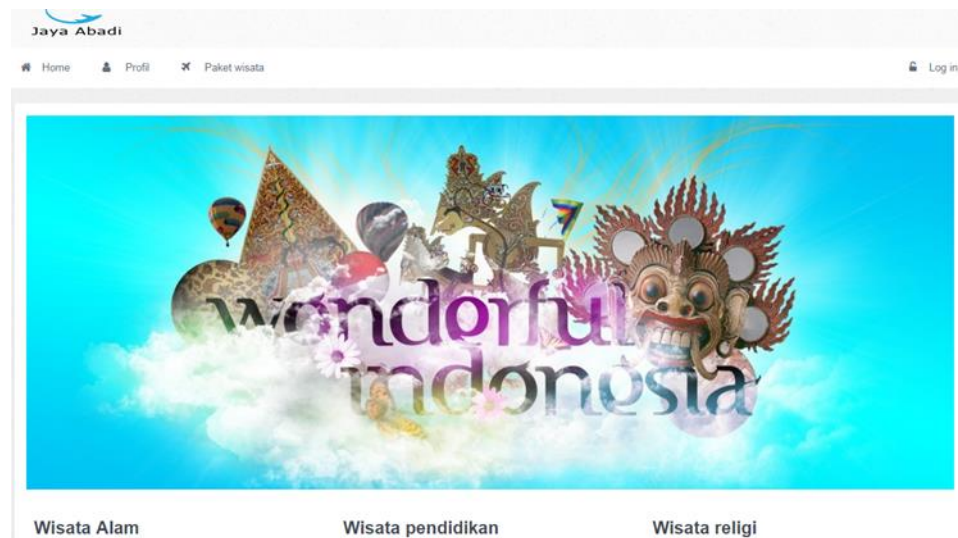 Jaya Abadi
Home Profil Paket wisata Log in
wonderful
indonesia
Wisata Alam Wisata pendidikan Wisata religi